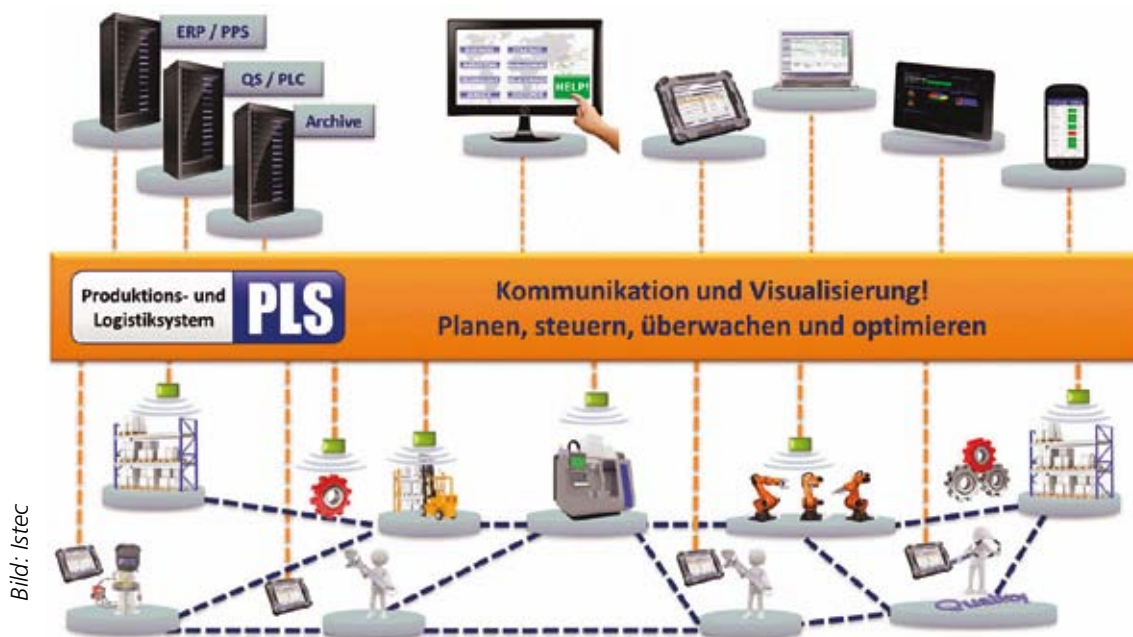 ERP / PPS
QS / PLC
Archive
HELP!
Produktions- und
Logistiksystem
PLS
Kommunikation und Visualisierung!
Planen, steuern, überwachen und optimieren
Quality
Bild: Istec